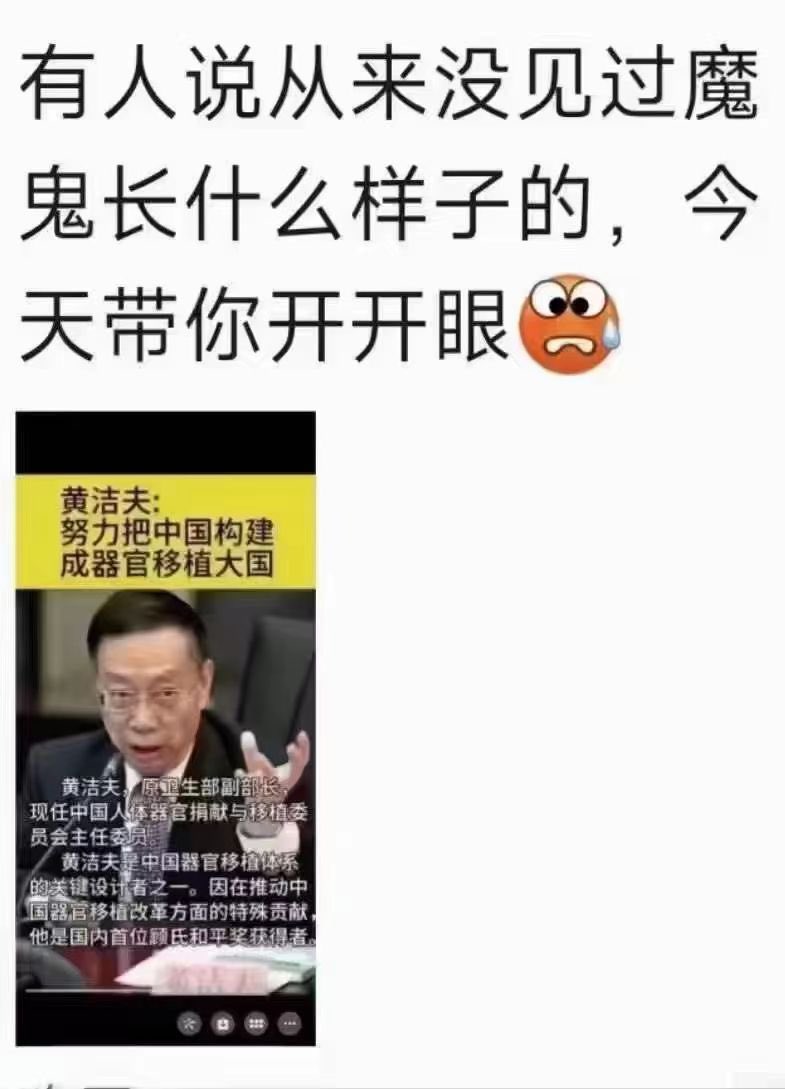 有人说从来没见过魔
鬼长什么样子的，今
天带你开开眼
黄洁夫:
努力把中国构建
成器官移植大国
黄洁夫，原卫生部副部长，
现任中国人体器官捐献与移植委
员会主任委员。
黄洁夫是中国器官移植体系
的关键设计者之一。因在推动中
国器官移植改革方面的特殊贡献，
他是国内首位顾氏和平奖获得者。